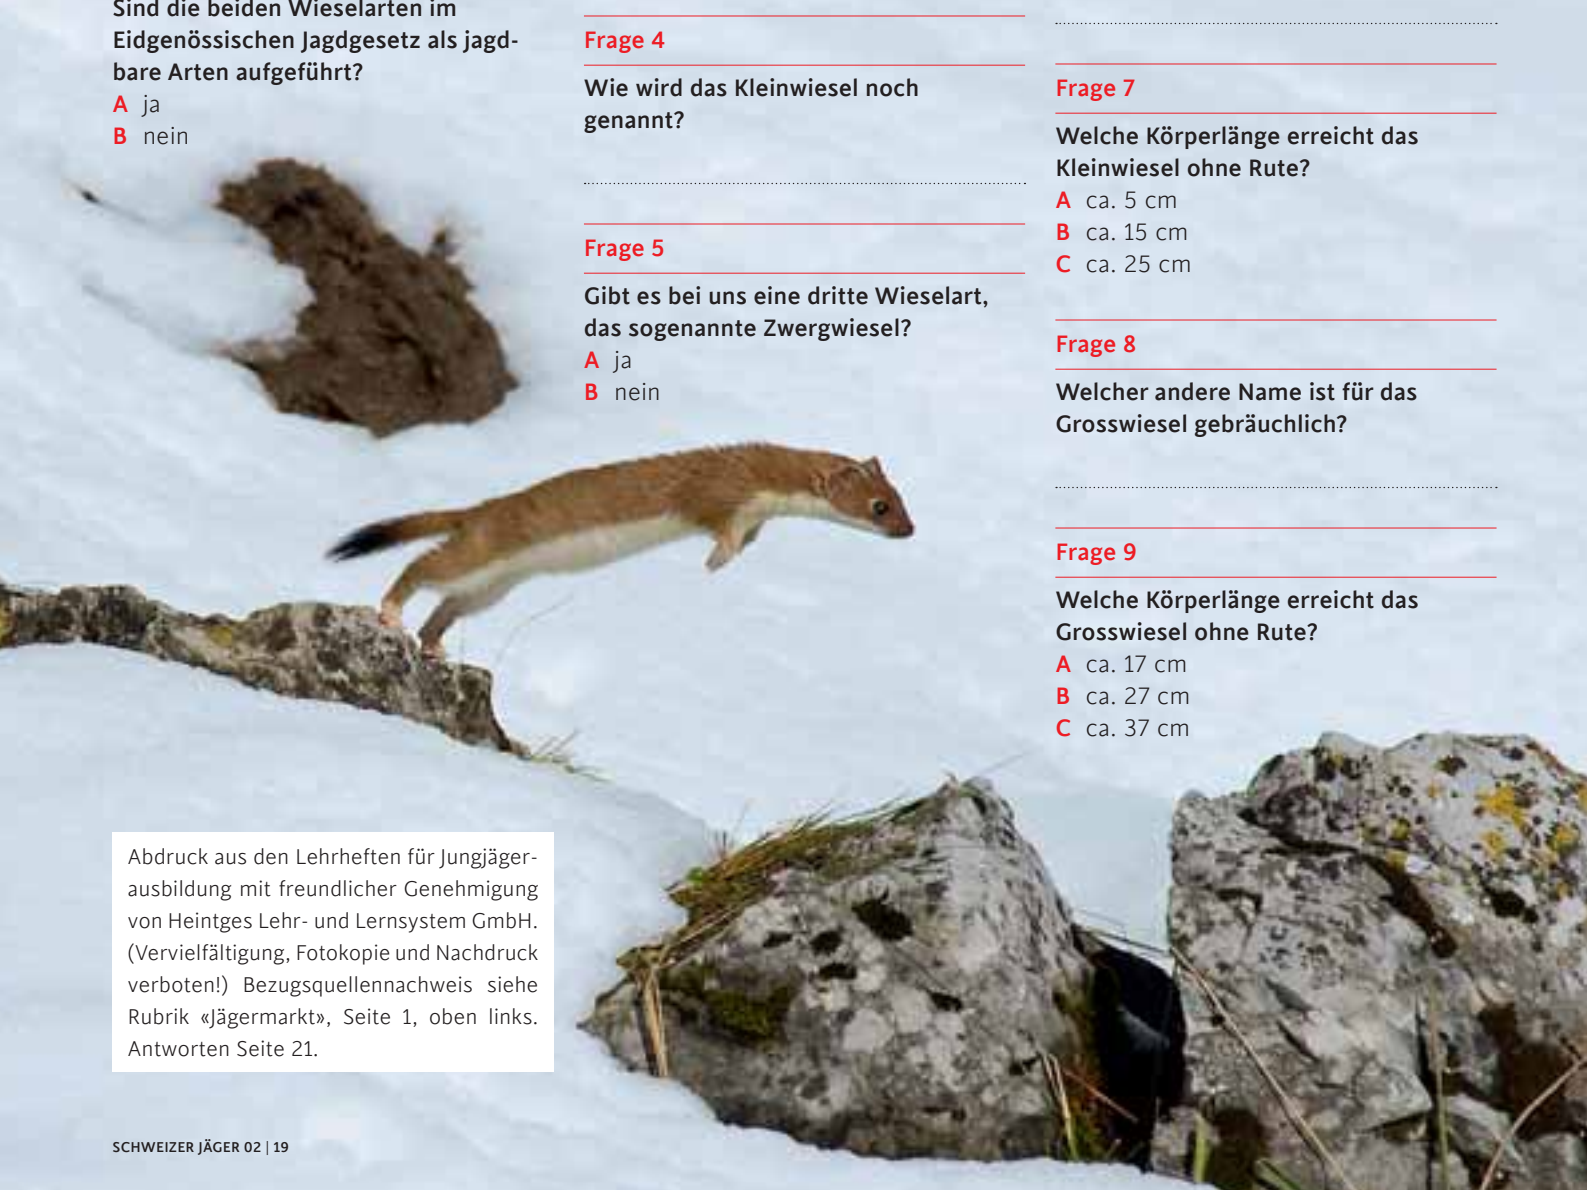 Sind die beiden Wieselarten im
Eidgenössischen Jagdgesetz als jagd-
bare Arten aufgeführt?
A ja
B nein
Frage 4
Wie wird das Kleinwiesel noch
genannt?
Frage 5
Gibt es bei uns eine dritte Wieselart,
das sogenannte Zwergwiesel?
A ja
B nein
Frage 7
Welche Körperlänge erreicht das
Kleinwiesel ohne Rute?
A ca. 5 cm
B ca. 15 cm
C ca. 25 cm
Frage 8
Welcher andere Name ist für das
Grosswiesel gebräuchlich?
Frage 9
Welche Körperlänge erreicht das
Grosswiesel ohne Rute?
A ca. 17 cm
B ca. 27 cm
C ca. 37 cm
Abdruck aus den Lehrheften für Jungjäger-
ausbildung mit freundlicher Genehmigung
von Heintges Lehr- und Lernsystem GmbH.
(Vervielfältigung, Fotokopie und Nachdruck
verboten!) Bezugsquellennachweis siehe
Rubrik «Jägermarkt», Seite 1, oben links.
Antworten Seite 21.
SCHWEIZER JÄGER 02 | 19